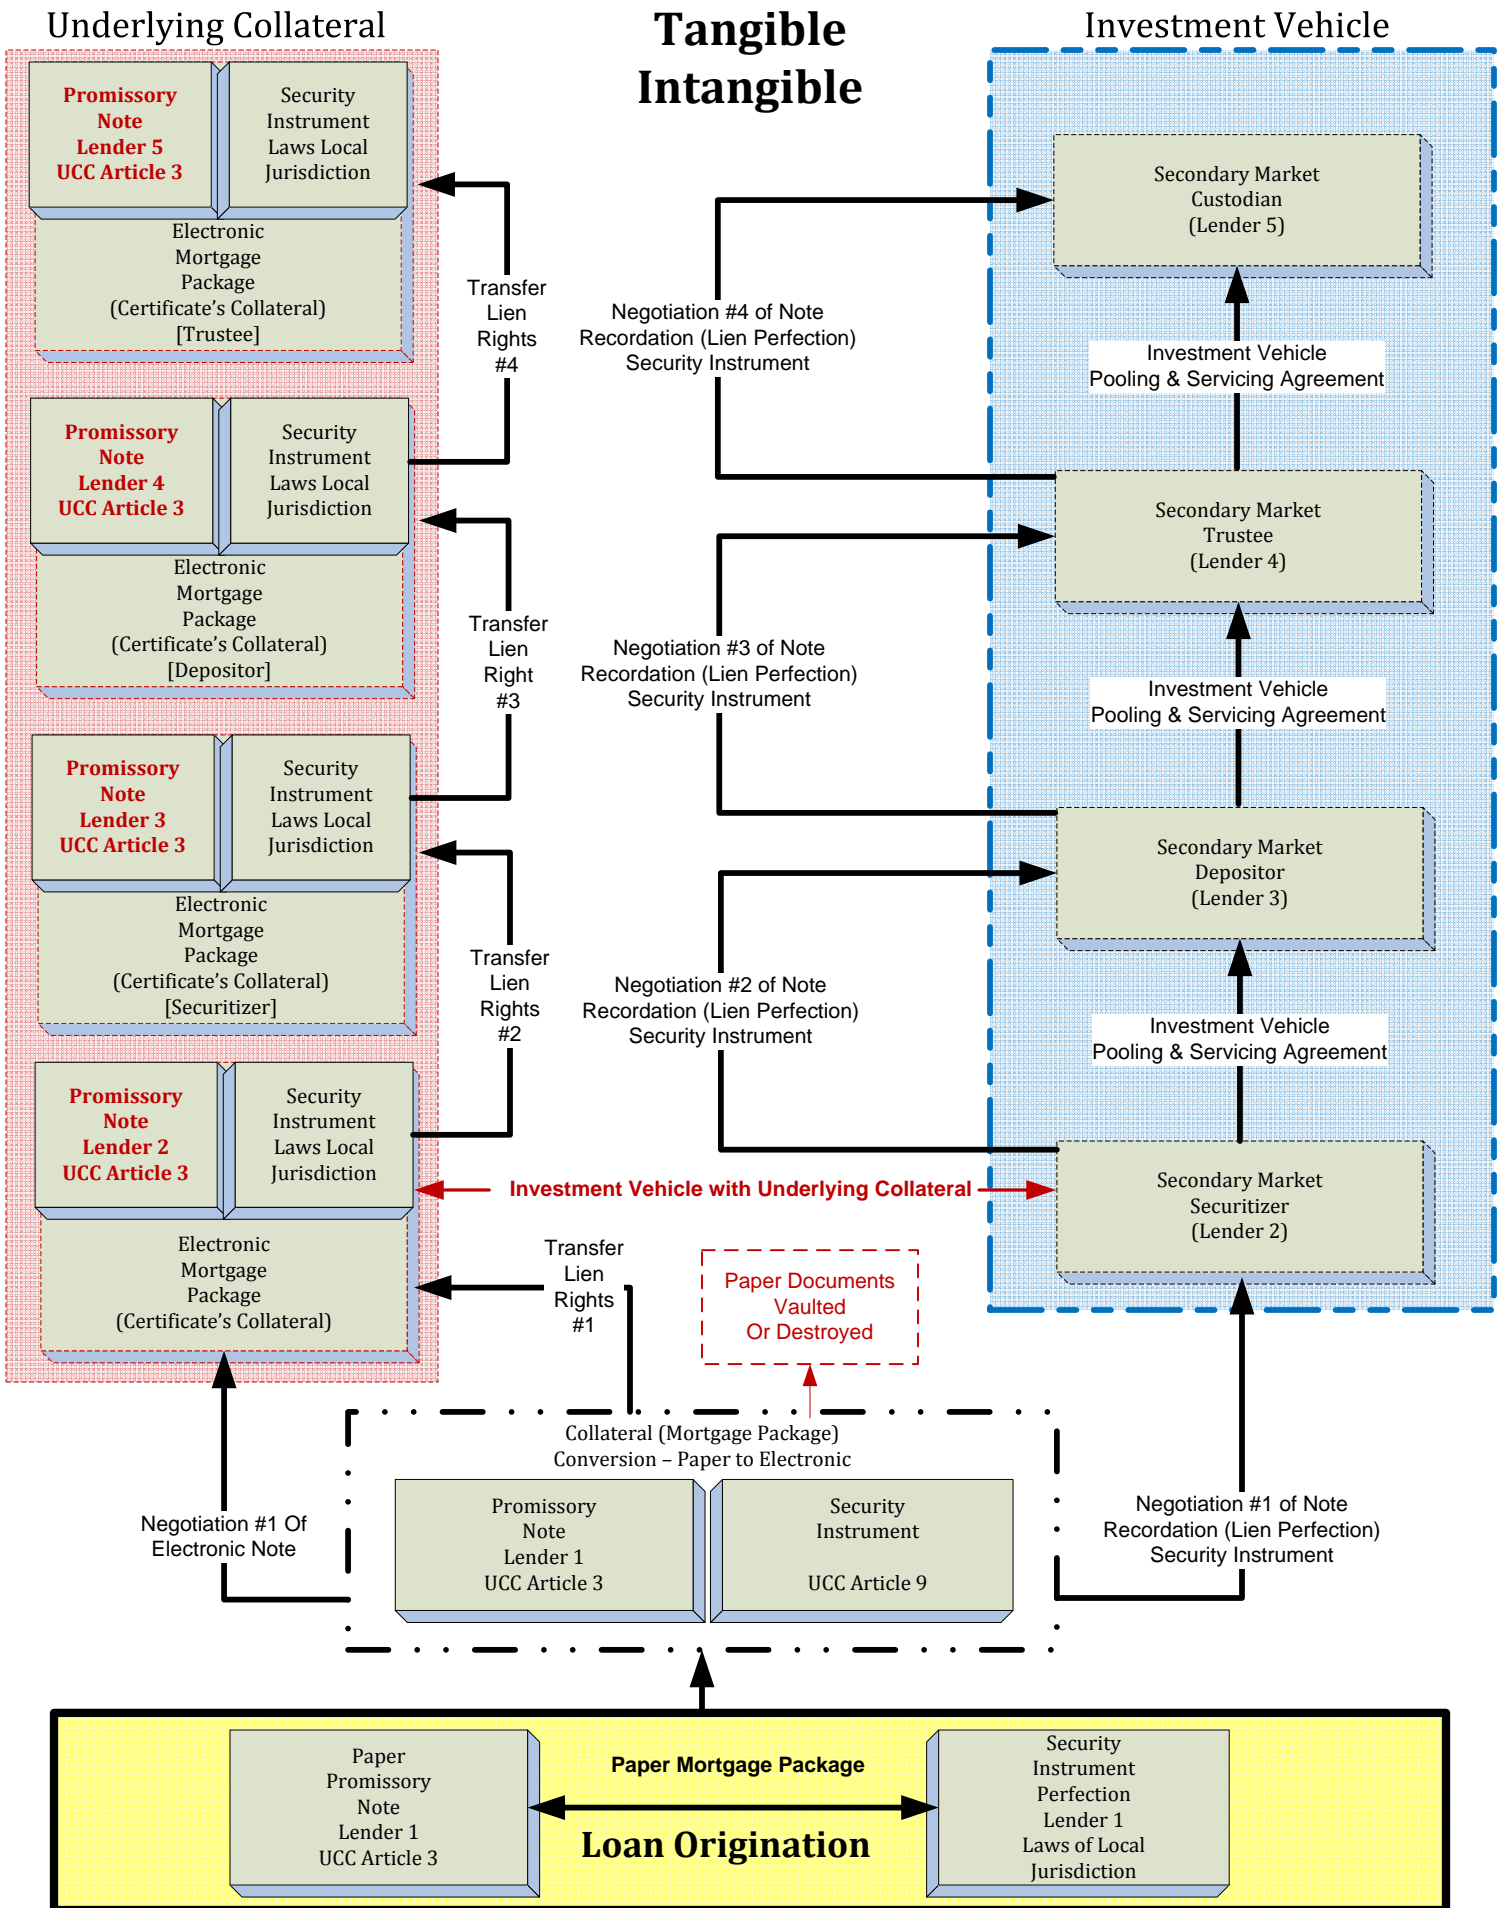 Underlying Collateral
Tangible
Intangible
Investment Vehicle
Promissory
Note
Lender 5
UCC Article 3
Security
Instrument
Laws Local
Jurisdiction
Electronic
Mortgage
Package
(Certificate's Collateral)
[Trustee]
Transfer
Lien
Rights
#4
Negotiation #4 of Note
Recordation (Lien Perfection)
Security Instrument
Secondary Market
Custodian
(Lender 5)
Investment Vehicle
Pooling & Servicing Agreement
Promissory
Note
Lender 4
UCC Article 3
Security
Instrument
Laws Local
Jurisdiction
Electronic
Mortgage
Package
(Certificate's Collateral)
[Depositor]
Transfer
Lien
Right
#3
Negotiation #3 of Note
Recordation (Lien Perfection)
Security Instrument
Secondary Market
Trustee
(Lender 4)
Investment Vehicle
Pooling & Servicing Agreement
Promissory
Note
Lender 3
UCC Article 3
Security
Instrument
Laws Local
Jurisdiction
Electronic
Mortgage
Package
(Certificate's Collateral)
[Securitizer]
Transfer
Lien
Rights
#2
Negotiation #2 of Note
Recordation (Lien Perfection)
Security Instrument
Secondary Market
Depositor
(Lender 3)
Investment Vehicle
Pooling & Servicing Agreement
Promissory
Note
Lender 2
UCC Article 3
Security
Instrument
Laws Local
Jurisdiction
Electronic
Mortgage
Package
(Certificate's Collateral)
Investment Vehicle with Underlying Collateral
Secondary Market
Securitizer
(Lender 2)
Transfer
Lien
Rights
#1
Paper Documents
Vaulted
Or Destroyed
Collateral (Mortgage Package)
Conversion – Paper to Electronic
Promissory
Note
Lender 1
UCC Article 3
Security
Instrument
UCC Article 9
Negotiation #1 Of
Electronic Note
Negotiation #1 of Note
Recordation (Lien Perfection)
Security Instrument
Paper
Promissory
Note
Lender 1
UCC Article 3
Paper Mortgage Package
Loan Origination
Security
Instrument
Perfection
Lender 1
Laws of Local
Jurisdiction